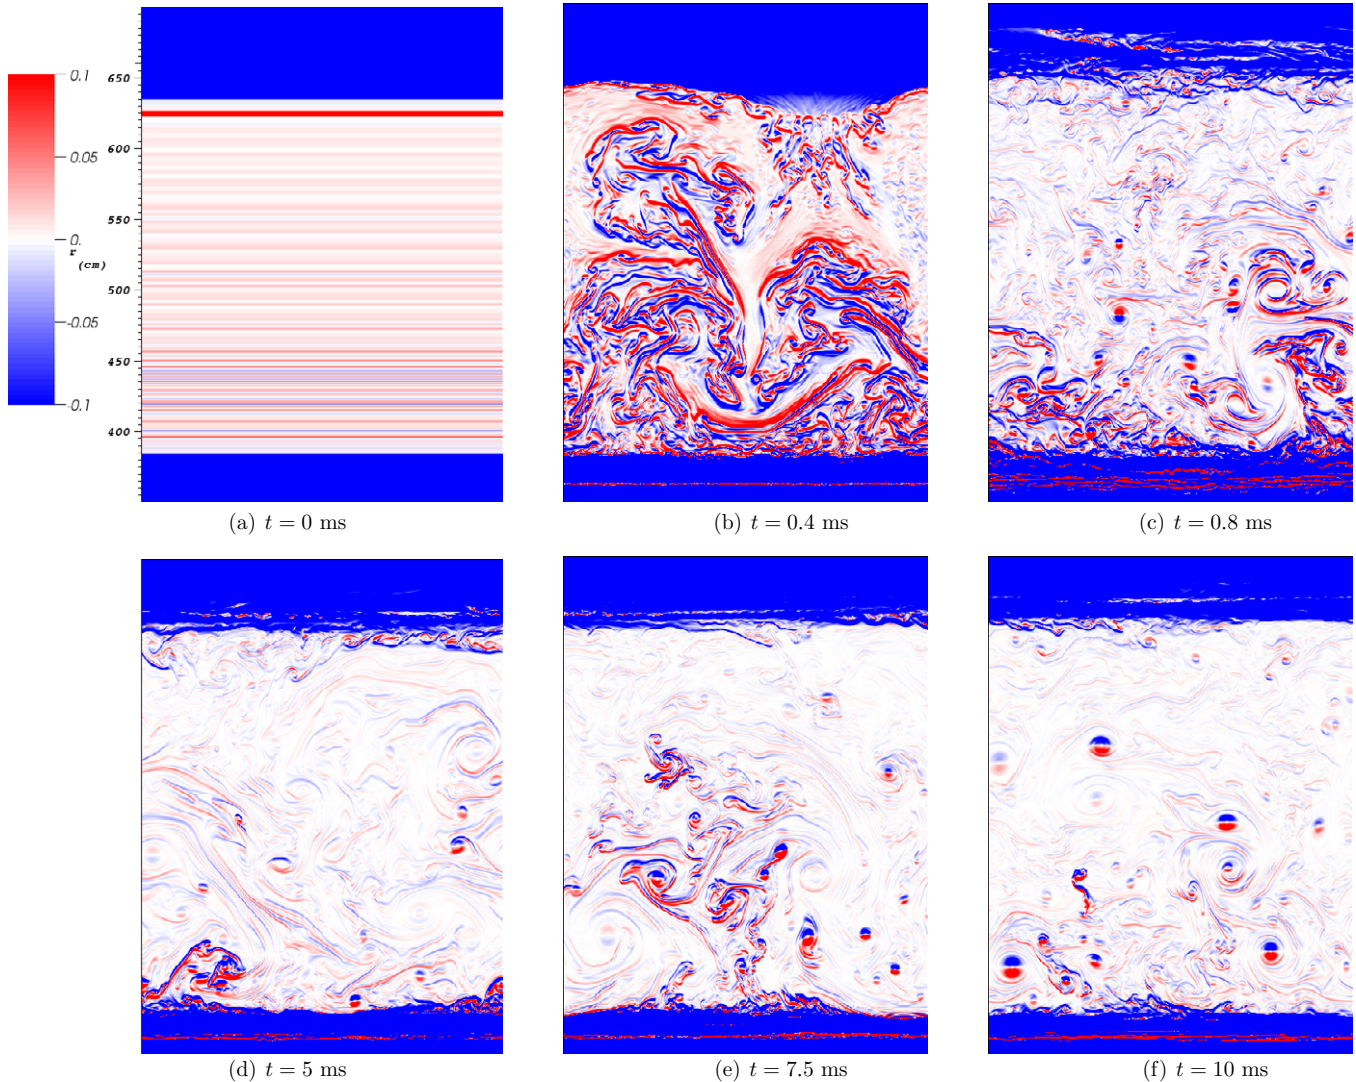 0.1
0.05
0.
-0.05
-0.1
r
(cm)
650
600
550
500
450
400
(a) t = 0 ms
(b) t = 0.4 ms
(c) t = 0.8 ms
(d) t = 5 ms
(e) t = 7.5 ms
(f) t = 10 ms